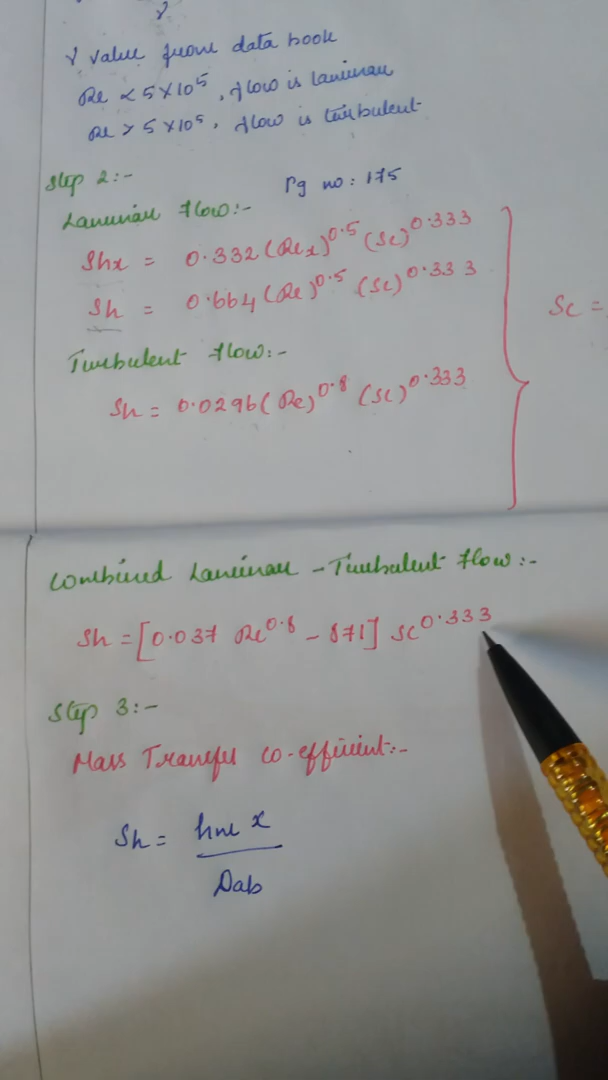 γ
γ value from data book
Re < 5×10⁵, flow is laminar
Re > 5×10⁵, flow is turbulent
Step 2:-
Pg no: 175
Laminar Flow:-
Shx = 0.332 (Rex)^0.5 (Sc)^0.333
Sh = 0.664 (Re)^0.5 (Sc)^0.333
Sc =
Turbulent Flow:-
Sh = 0.0296 (Re)^0.8 (Sc)^0.333
Combined Laminar - Turbulent Flow:-
Sh = [0.037 Re^0.8 - 871] Sc^0.333
Step 3:-
Mass Transfer co-efficient:-
Sh = hm x / Dab